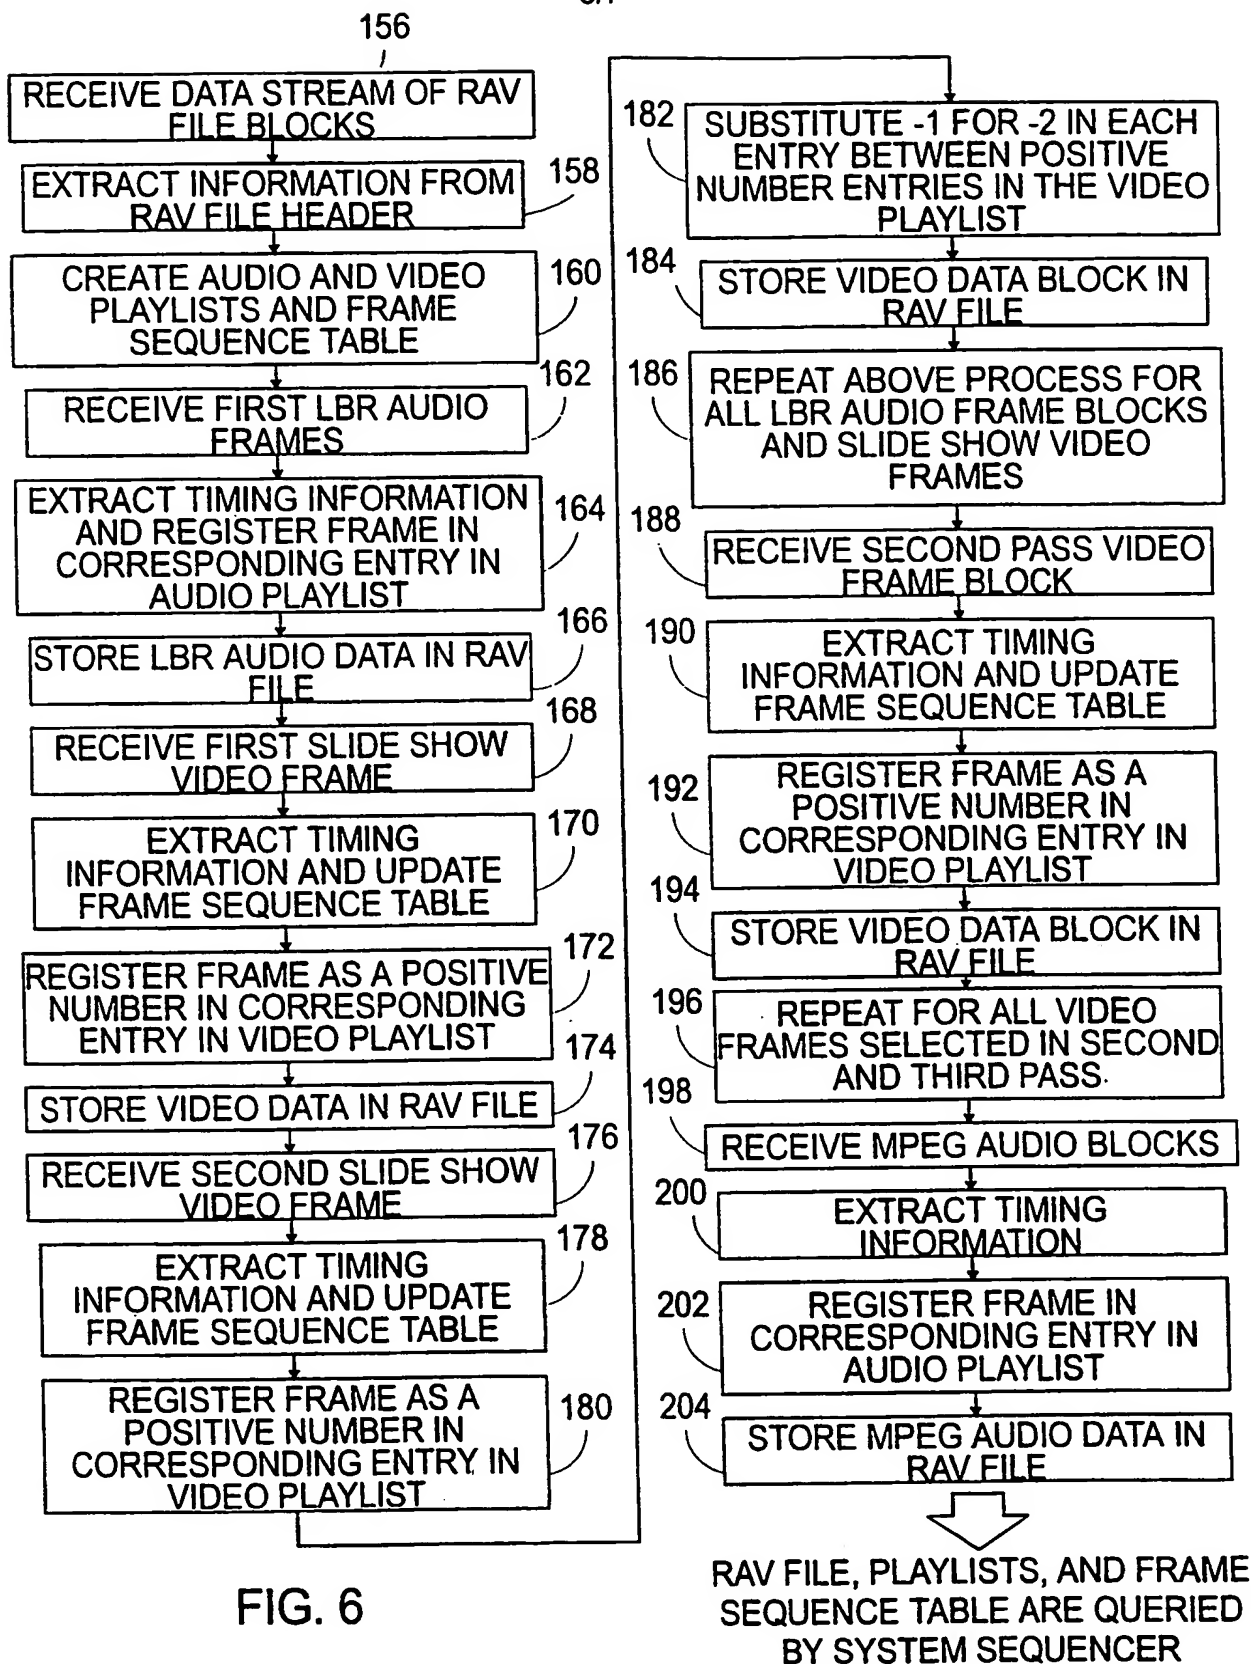 156
RECEIVE DATA STREAM OF RAV
FILE BLOCKS
EXTRACT INFORMATION FROM
RAV FILE HEADER
158
CREATE AUDIO AND VIDEO
PLAYLISTS AND FRAME
SEQUENCE TABLE
160
RECEIVE FIRST LBR AUDIO
FRAMES
162
EXTRACT TIMING INFORMATION
AND REGISTER FRAME IN
CORRESPONDING ENTRY IN
AUDIO PLAYLIST
164
STORE LBR AUDIO DATA IN RAV
FILE
166
RECEIVE FIRST SLIDE SHOW
VIDEO FRAME
168
EXTRACT TIMING
INFORMATION AND UPDATE
FRAME SEQUENCE TABLE
170
REGISTER FRAME AS A POSITIVE
NUMBER IN CORRESPONDING
ENTRY IN VIDEO PLAYLIST
172
STORE VIDEO DATA IN RAV FILE
174
RECEIVE SECOND SLIDE SHOW
VIDEO FRAME
176
EXTRACT TIMING
INFORMATION AND UPDATE
FRAME SEQUENCE TABLE
178
REGISTER FRAME AS A
POSITIVE NUMBER IN
CORRESPONDING ENTRY IN
VIDEO PLAYLIST
180
182
SUBSTITUTE -1 FOR -2 IN EACH
ENTRY BETWEEN POSITIVE
NUMBER ENTRIES IN THE VIDEO
PLAYLIST
184
STORE VIDEO DATA BLOCK IN
RAV FILE
186
REPEAT ABOVE PROCESS FOR
ALL LBR AUDIO FRAME BLOCKS
AND SLIDE SHOW VIDEO
FRAMES
188
RECEIVE SECOND PASS VIDEO
FRAME BLOCK
190
EXTRACT TIMING
INFORMATION AND UPDATE
FRAME SEQUENCE TABLE
192
REGISTER FRAME AS A
POSITIVE NUMBER IN
CORRESPONDING ENTRY IN
VIDEO PLAYLIST
194
STORE VIDEO DATA BLOCK IN
RAV FILE
196
REPEAT FOR ALL VIDEO
FRAMES SELECTED IN SECOND
AND THIRD PASS.
198
RECEIVE MPEG AUDIO BLOCKS
200
EXTRACT TIMING
INFORMATION
202
REGISTER FRAME IN
CORRESPONDING ENTRY IN
AUDIO PLAYLIST
204
STORE MPEG AUDIO DATA IN
RAV FILE
RAV FILE, PLAYLISTS, AND FRAME
SEQUENCE TABLE ARE QUERIED
BY SYSTEM SEQUENCER
FIG. 6